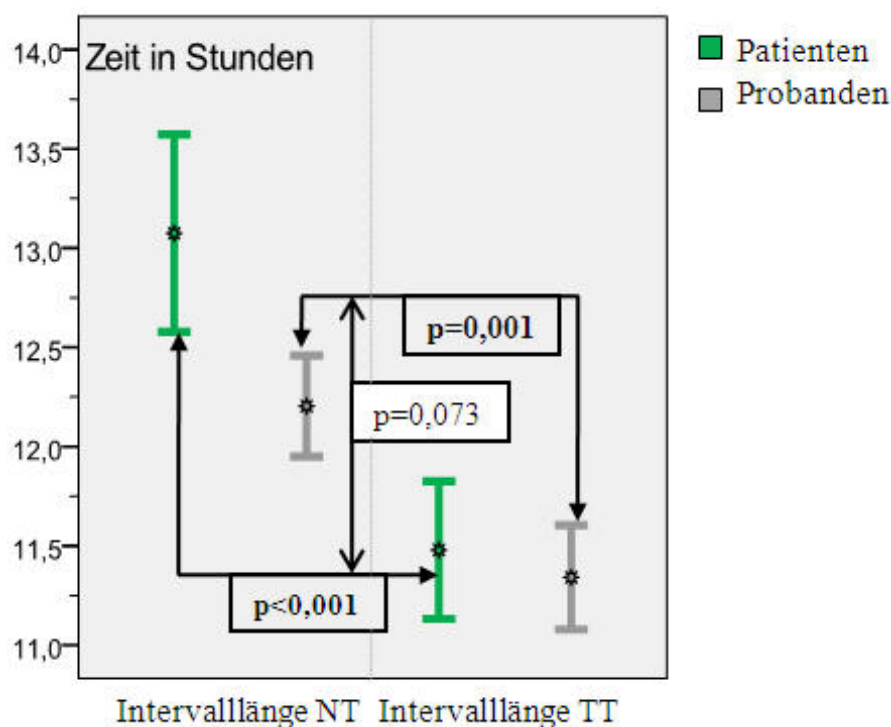 Zeit in Stunden
14,0
13,5
13,0
12,5
12,0
11,5
11,0
p=0,001
p=0,073
p<0,001
Intervalllänge NT Intervalllänge TT
Patienten
Probanden